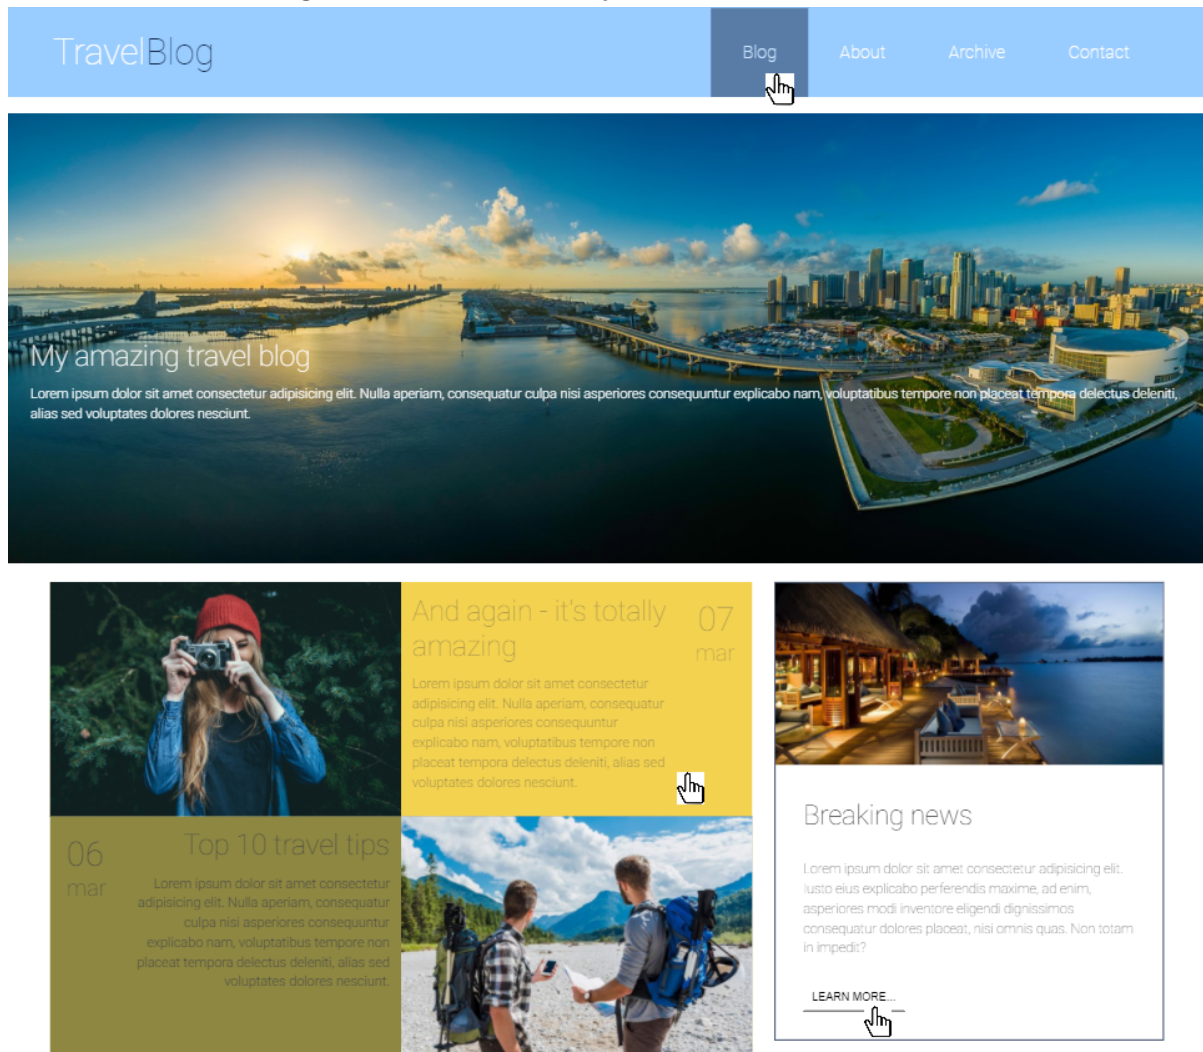 TravelBlog
Blog
About
Archive
Contact
My amazing travel blog
Lorem ipsum dolor sit amet consectetur adipisicing elit. Nulla aperiam, consequatur culpa nisi asperiores consequuntur explicabo nam, voluptatibus tempore non placeat tempora delectus deleniti,
alias sed voluptates dolores nesciunt.
And again - it's totally
amazing
07
mar
Lorem ipsum dolor sit amet consectetur
adipisicing elit. Nulla aperiam, consequatur
culpa nisi asperiores consequuntur
explicabo nam, voluptatibus tempore non
placeat tempora delectus deleniti, alias sed
voluptates dolores nesciunt.
06
mar
Top 10 travel tips
Lorem ipsum dolor sit amet consectetur
adipisicing elit. Nulla aperiam, consequatur
culpa nisi asperiores consequuntur
explicabo nam, voluptatibus tempore non
placeat tempora delectus deleniti, alias sed
voluptates dolores nesciunt.
Breaking news
Lorem ipsum dolor sit amet consectetur adipisicing elit.
Iusto eius explicabo perferendis maxime, ad enim,
asperiores modi inventore eligendi dignissimos
consequatur dolores placeat, nisi omnis quas. Non totam
in impedit?
LEARN MORE...